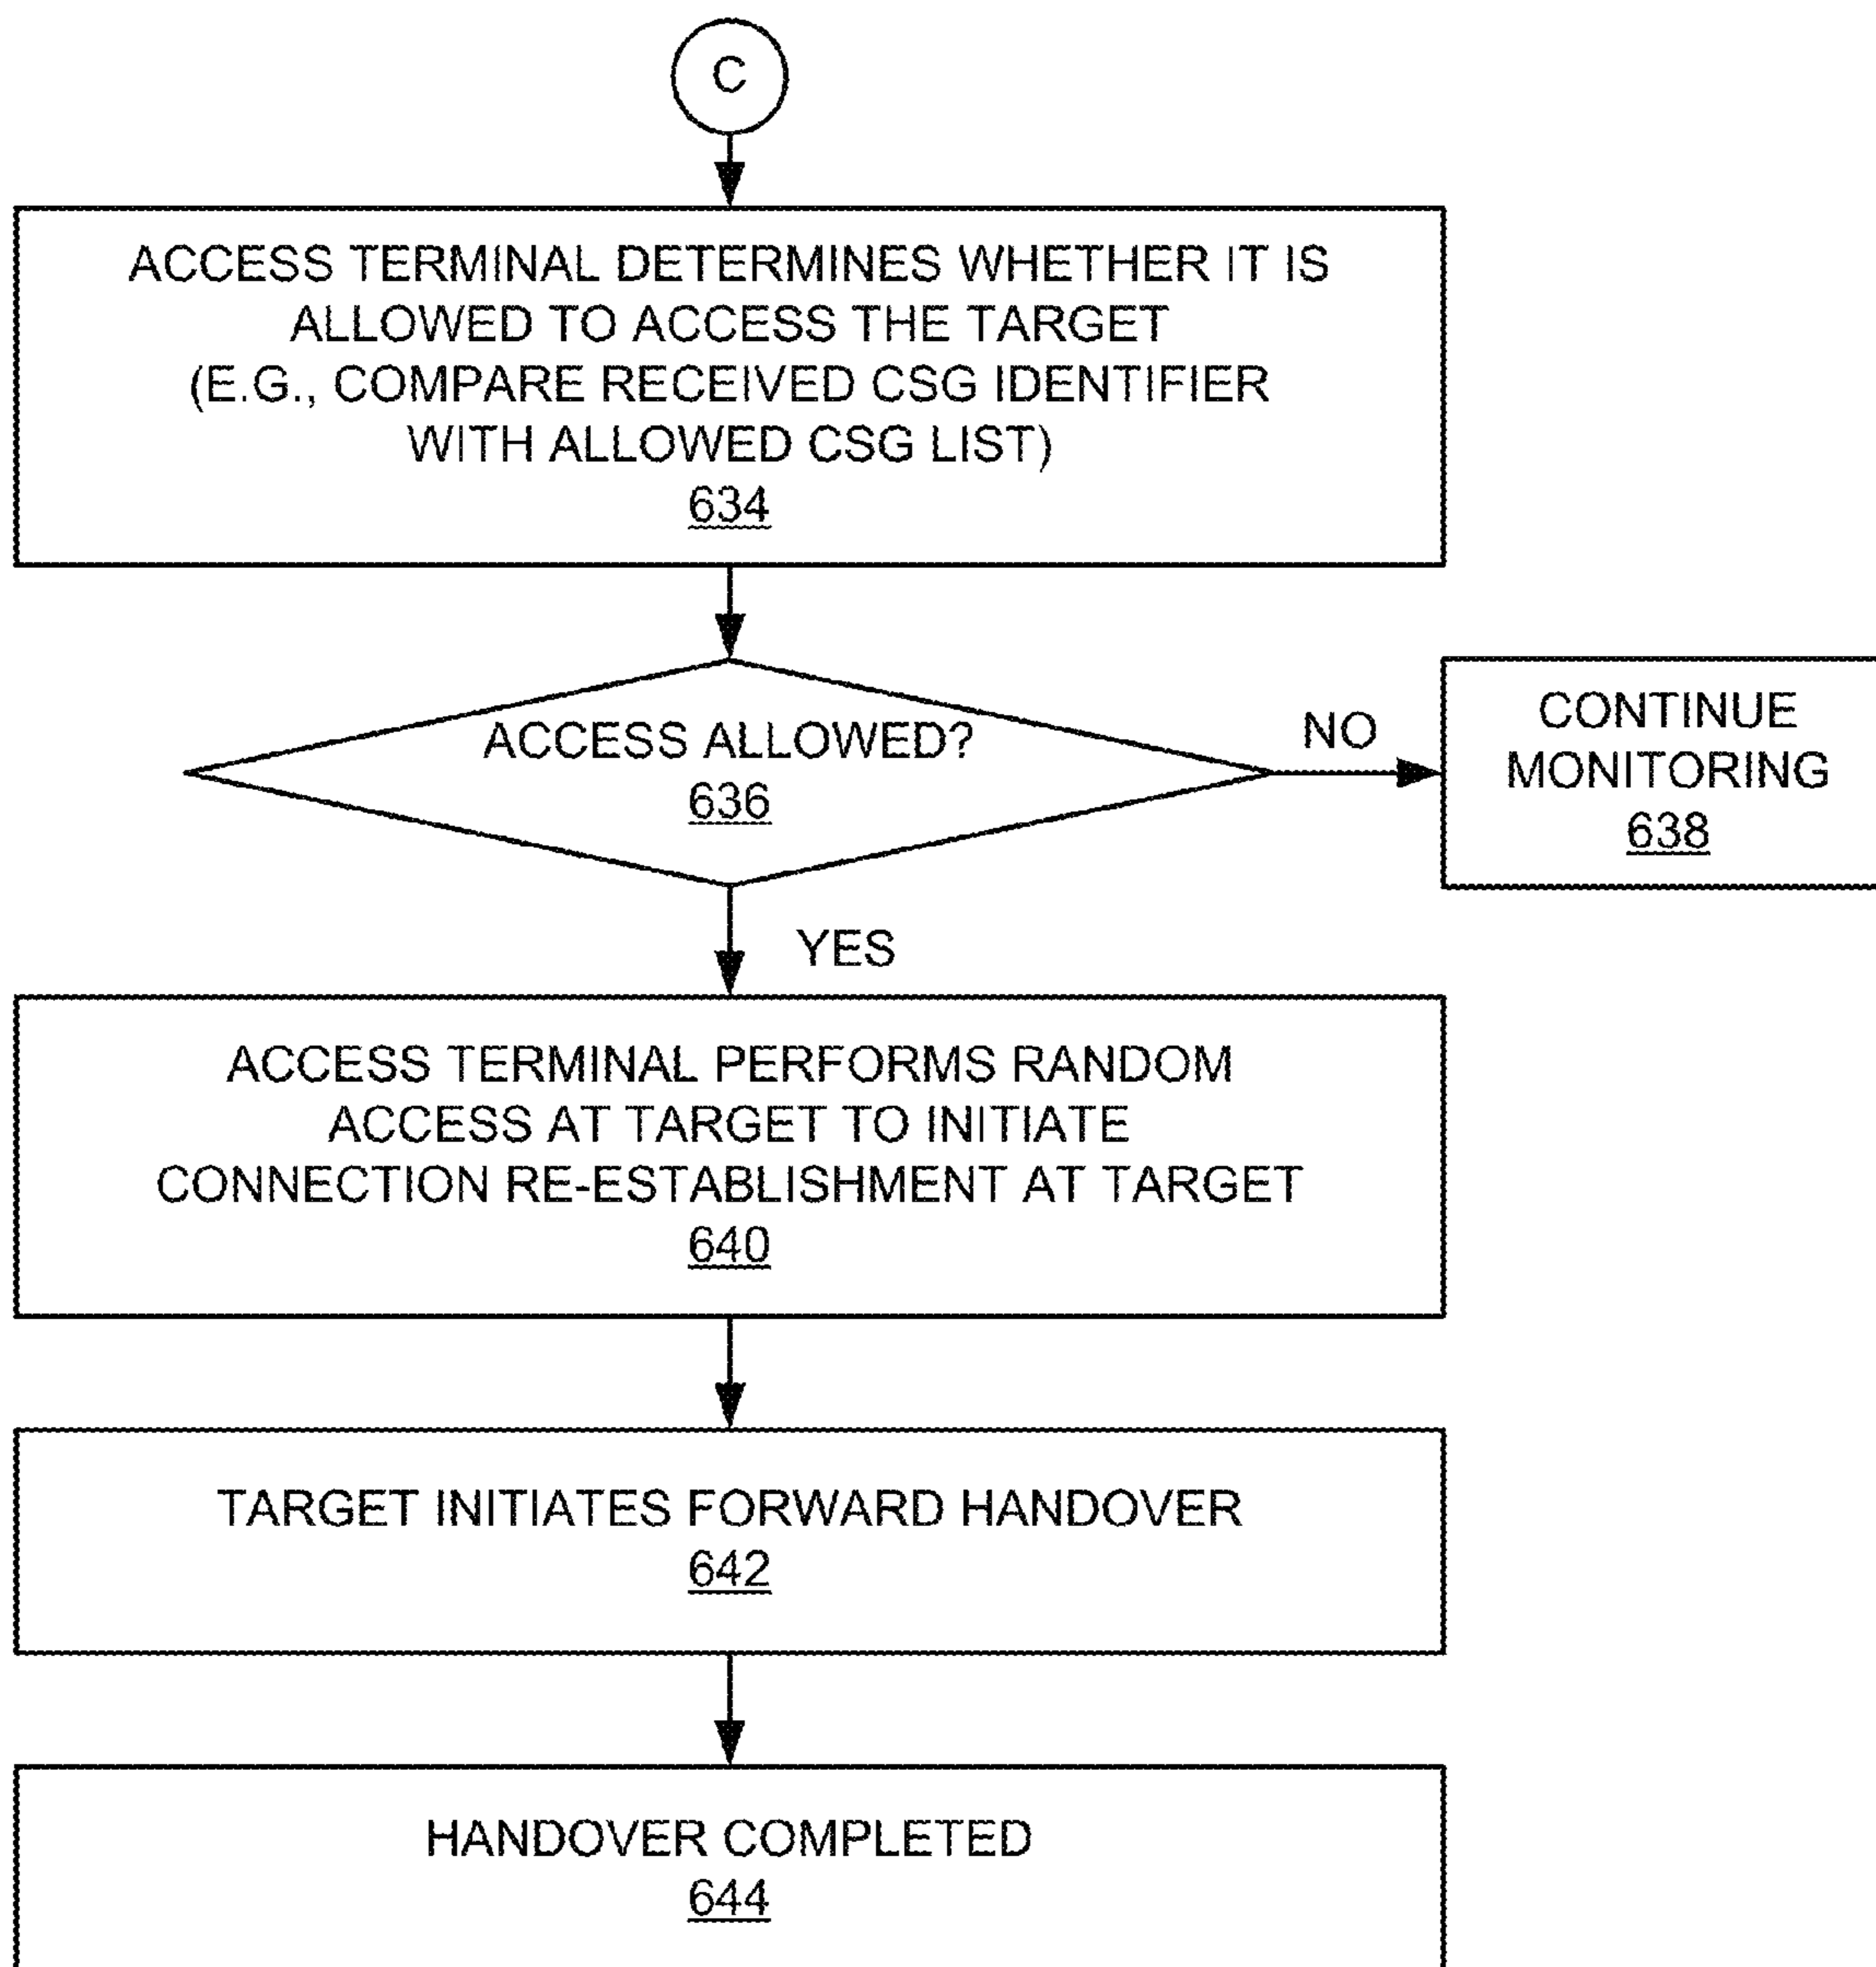 C
ACCESS TERMINAL DETERMINES WHETHER IT IS
ALLOWED TO ACCESS THE TARGET
(E.G., COMPARE RECEIVED CSG IDENTIFIER
WITH ALLOWED CSG LIST)
634
ACCESS ALLOWED?
636
NO
CONTINUE
MONITORING
638
YES
ACCESS TERMINAL PERFORMS RANDOM
ACCESS AT TARGET TO INITIATE
CONNECTION RE-ESTABLISHMENT AT TARGET
640
TARGET INITIATES FORWARD HANDOVER
642
HANDOVER COMPLETED
644